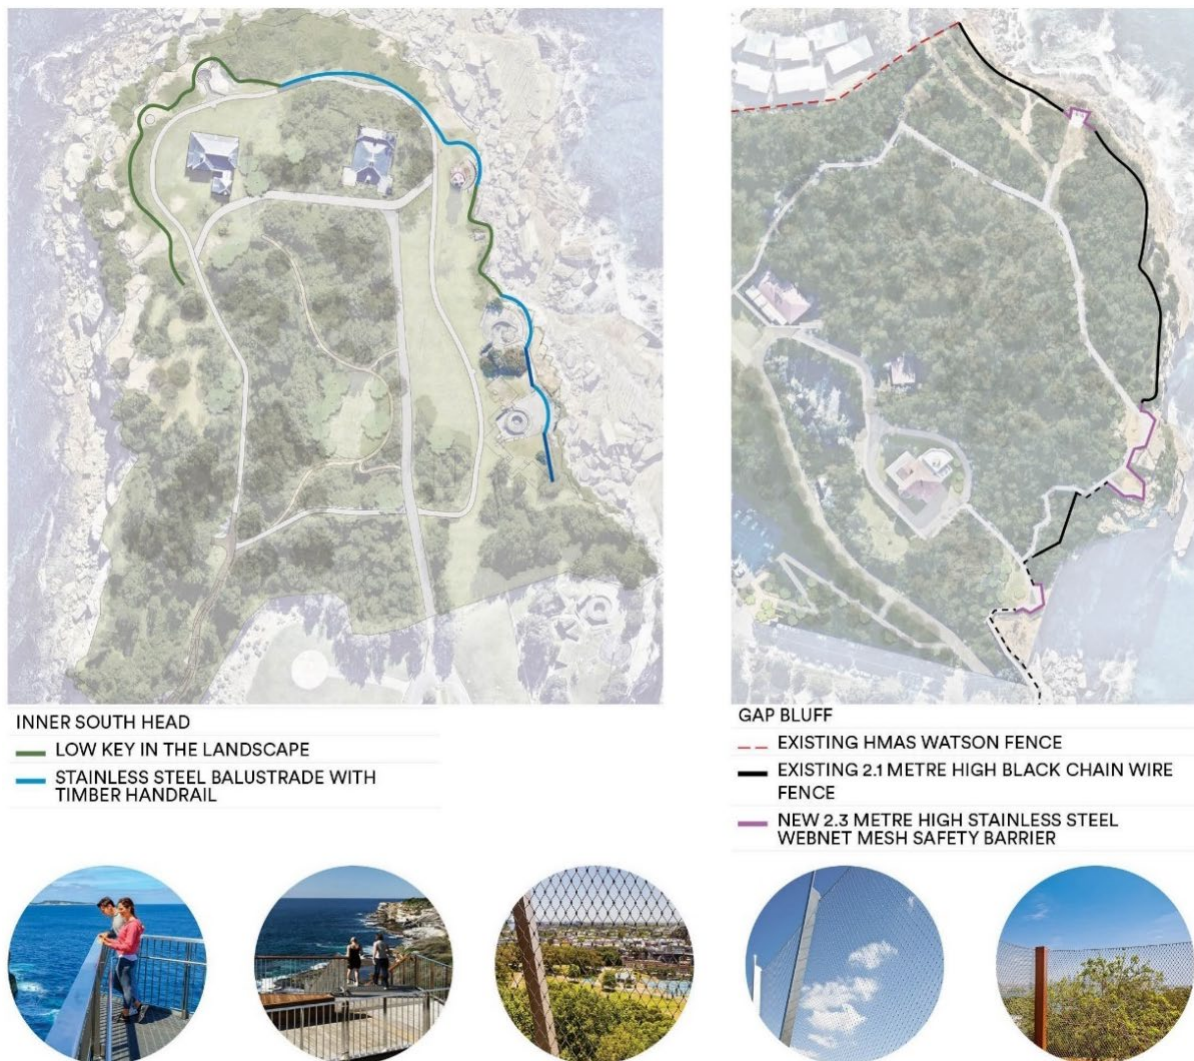 INNER SOUTH HEAD
LOW KEY IN THE LANDSCAPE
STAINLESS STEEL BALUSTRADE WITH
TIMBER HANDRAIL
GAP BLUFF
EXISTING HMAS WATSON FENCE
EXISTING 2.1 METRE HIGH BLACK CHAIN WIRE
FENCE
NEW 2.3 METRE HIGH STAINLESS STEEL
WEBNET MESH SAFETY BARRIER